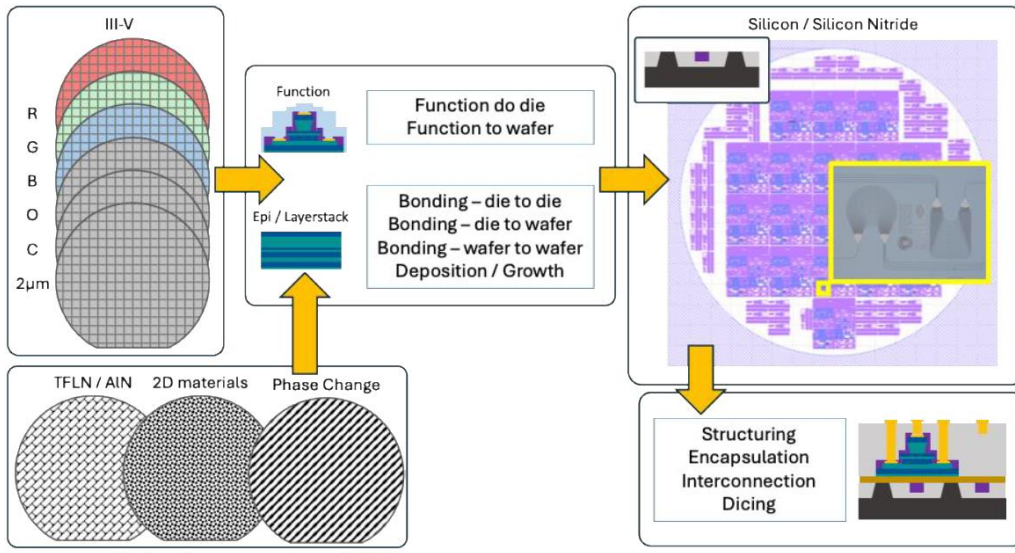 III-V
R
G
B
O
C
2μm
Function
Function do die
Function to wafer
Epi / Layerstack
Bonding – die to die
Bonding – die to wafer
Bonding – wafer to wafer
Deposition / Growth
Silicon / Silicon Nitride
TFLN / AlN
2D materials
Phase Change
Structuring
Encapsulation
Interconnection
Dicing